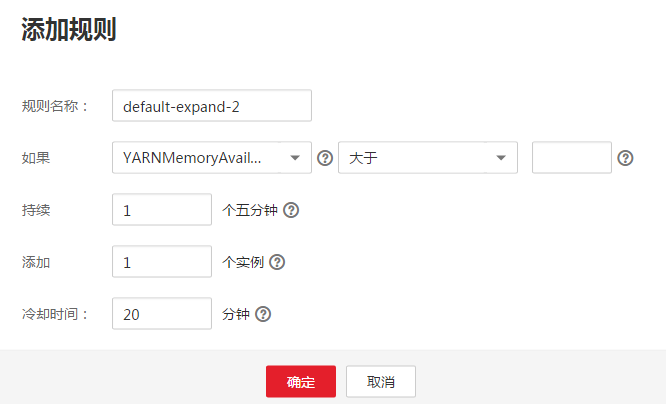 添加规则
规则名称： default-expand-2
如果 YARNMemoryAvail... 大于
持续 1 个五分钟
添加 1 个实例
冷却时间： 20 分钟
确定 取消